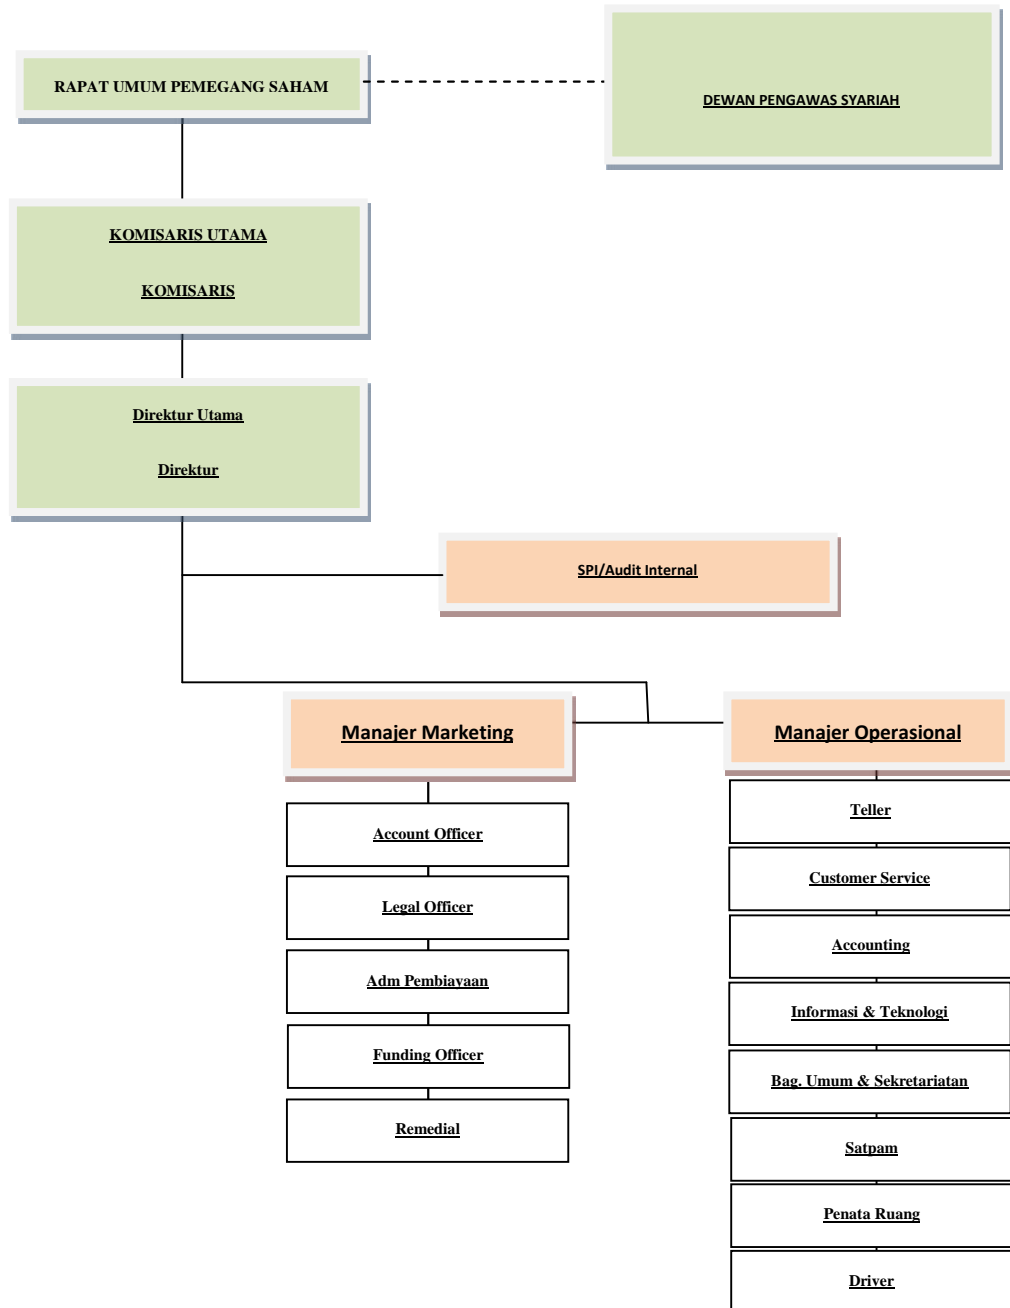 RAPAT UMUM PEMEGANG SAHAM
DEWAN PENGAWAS SYARIAH
KOMISARIS UTAMA
KOMISARIS
Direktur Utama
Direktur
SPI/Audit Internal
Manajer Marketing
Manajer Operasional
Account Officer
Legal Officer
Adm Pembiayaan
Funding Officer
Remedial
Teller
Customer Service
Accounting
Informasi & Teknologi
Bag. Umum & Sekretariatan
Satpam
Penata Ruang
Driver